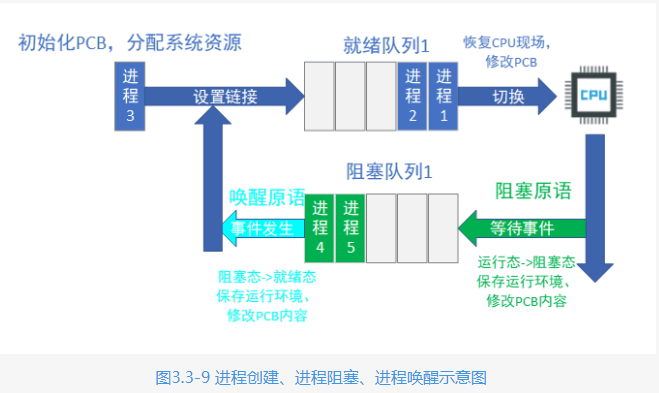 初始化PCB，分配系统资源
就绪队列1
恢复CPU现场，
修改PCB
进程3
设置链接
进程2
进程1
切换
CPU
阻塞队列1
唤醒原语
阻塞原语
事件发生
进程4
进程5
等待事件
阻塞态->就绪态
保存运行环境、
修改PCB内容
运行态->阻塞态
保存运行环境、
修改PCB内容
图3.3-9 进程创建、进程阻塞、进程唤醒示意图